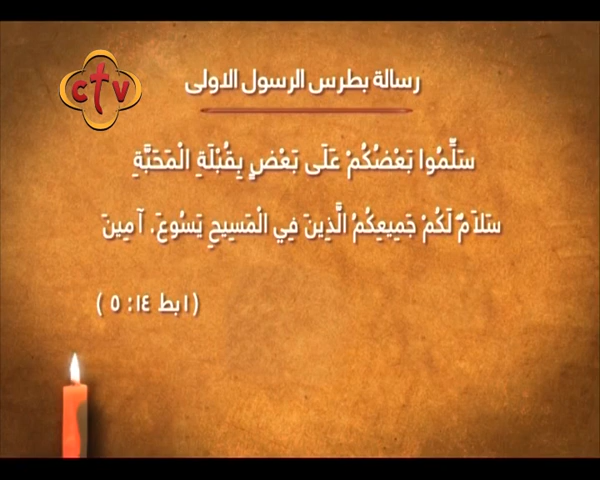 ctv
رسالة بطرس الرسول الاولى
سَلِّمُوا بَعْضُكُمْ عَلَى بَعْضٍ بِقُبْلَةِ الْمَحَبَّةِ
سَلاَمٌ لَكُمْ جَمِيعِكُمُ الَّذِينَ فِي الْمَسِيحِ يَسُوعَ. آمِينَ
(١بط ١٤: ٥ )